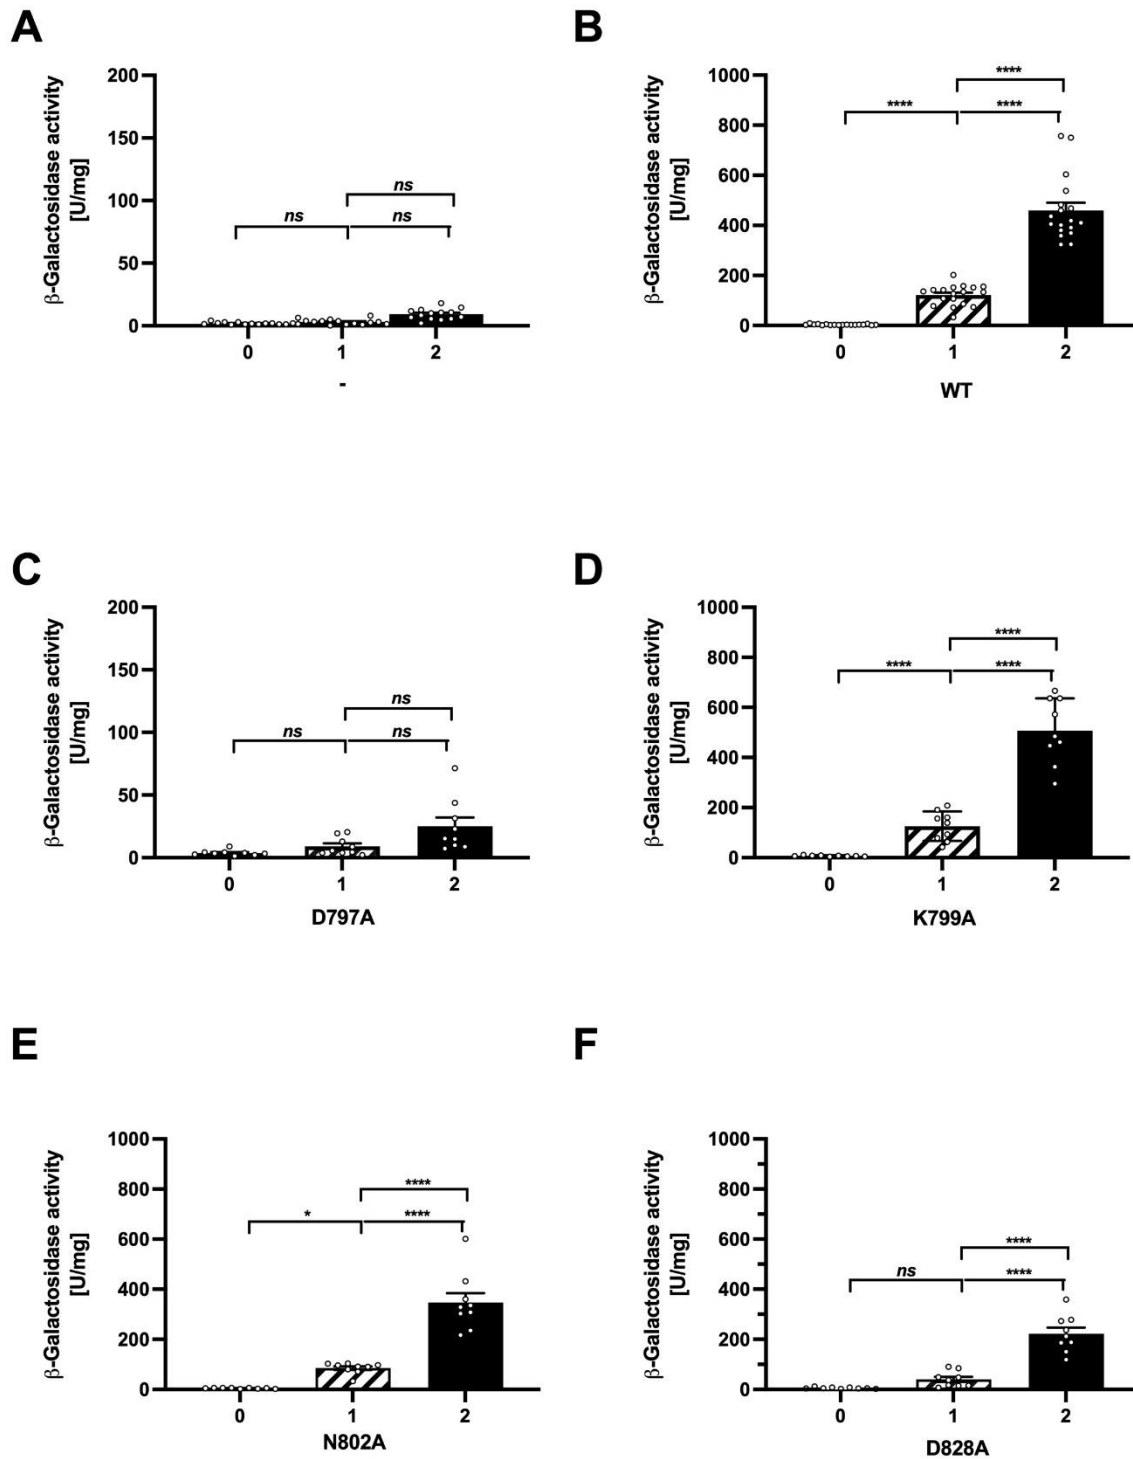 A
β-Galactosidase activity
[U/mg]
200
150
100
50
0
ns
ns
ns
0 1 2
-
B
β-Galactosidase activity
[U/mg]
1000
800
600
400
200
0
****
****
****
0 1 2
WT
C
β-Galactosidase activity
[U/mg]
200
150
100
50
0
ns
ns
ns
0 1 2
D797A
D
β-Galactosidase activity
[U/mg]
1000
800
600
400
200
0
****
****
****
0 1 2
K799A
E
β-Galactosidase activity
[U/mg]
1000
800
600
400
200
0
****
*
****
0 1 2
N802A
F
β-Galactosidase activity
[U/mg]
1000
800
600
400
200
0
****
ns
****
0 1 2
D828A